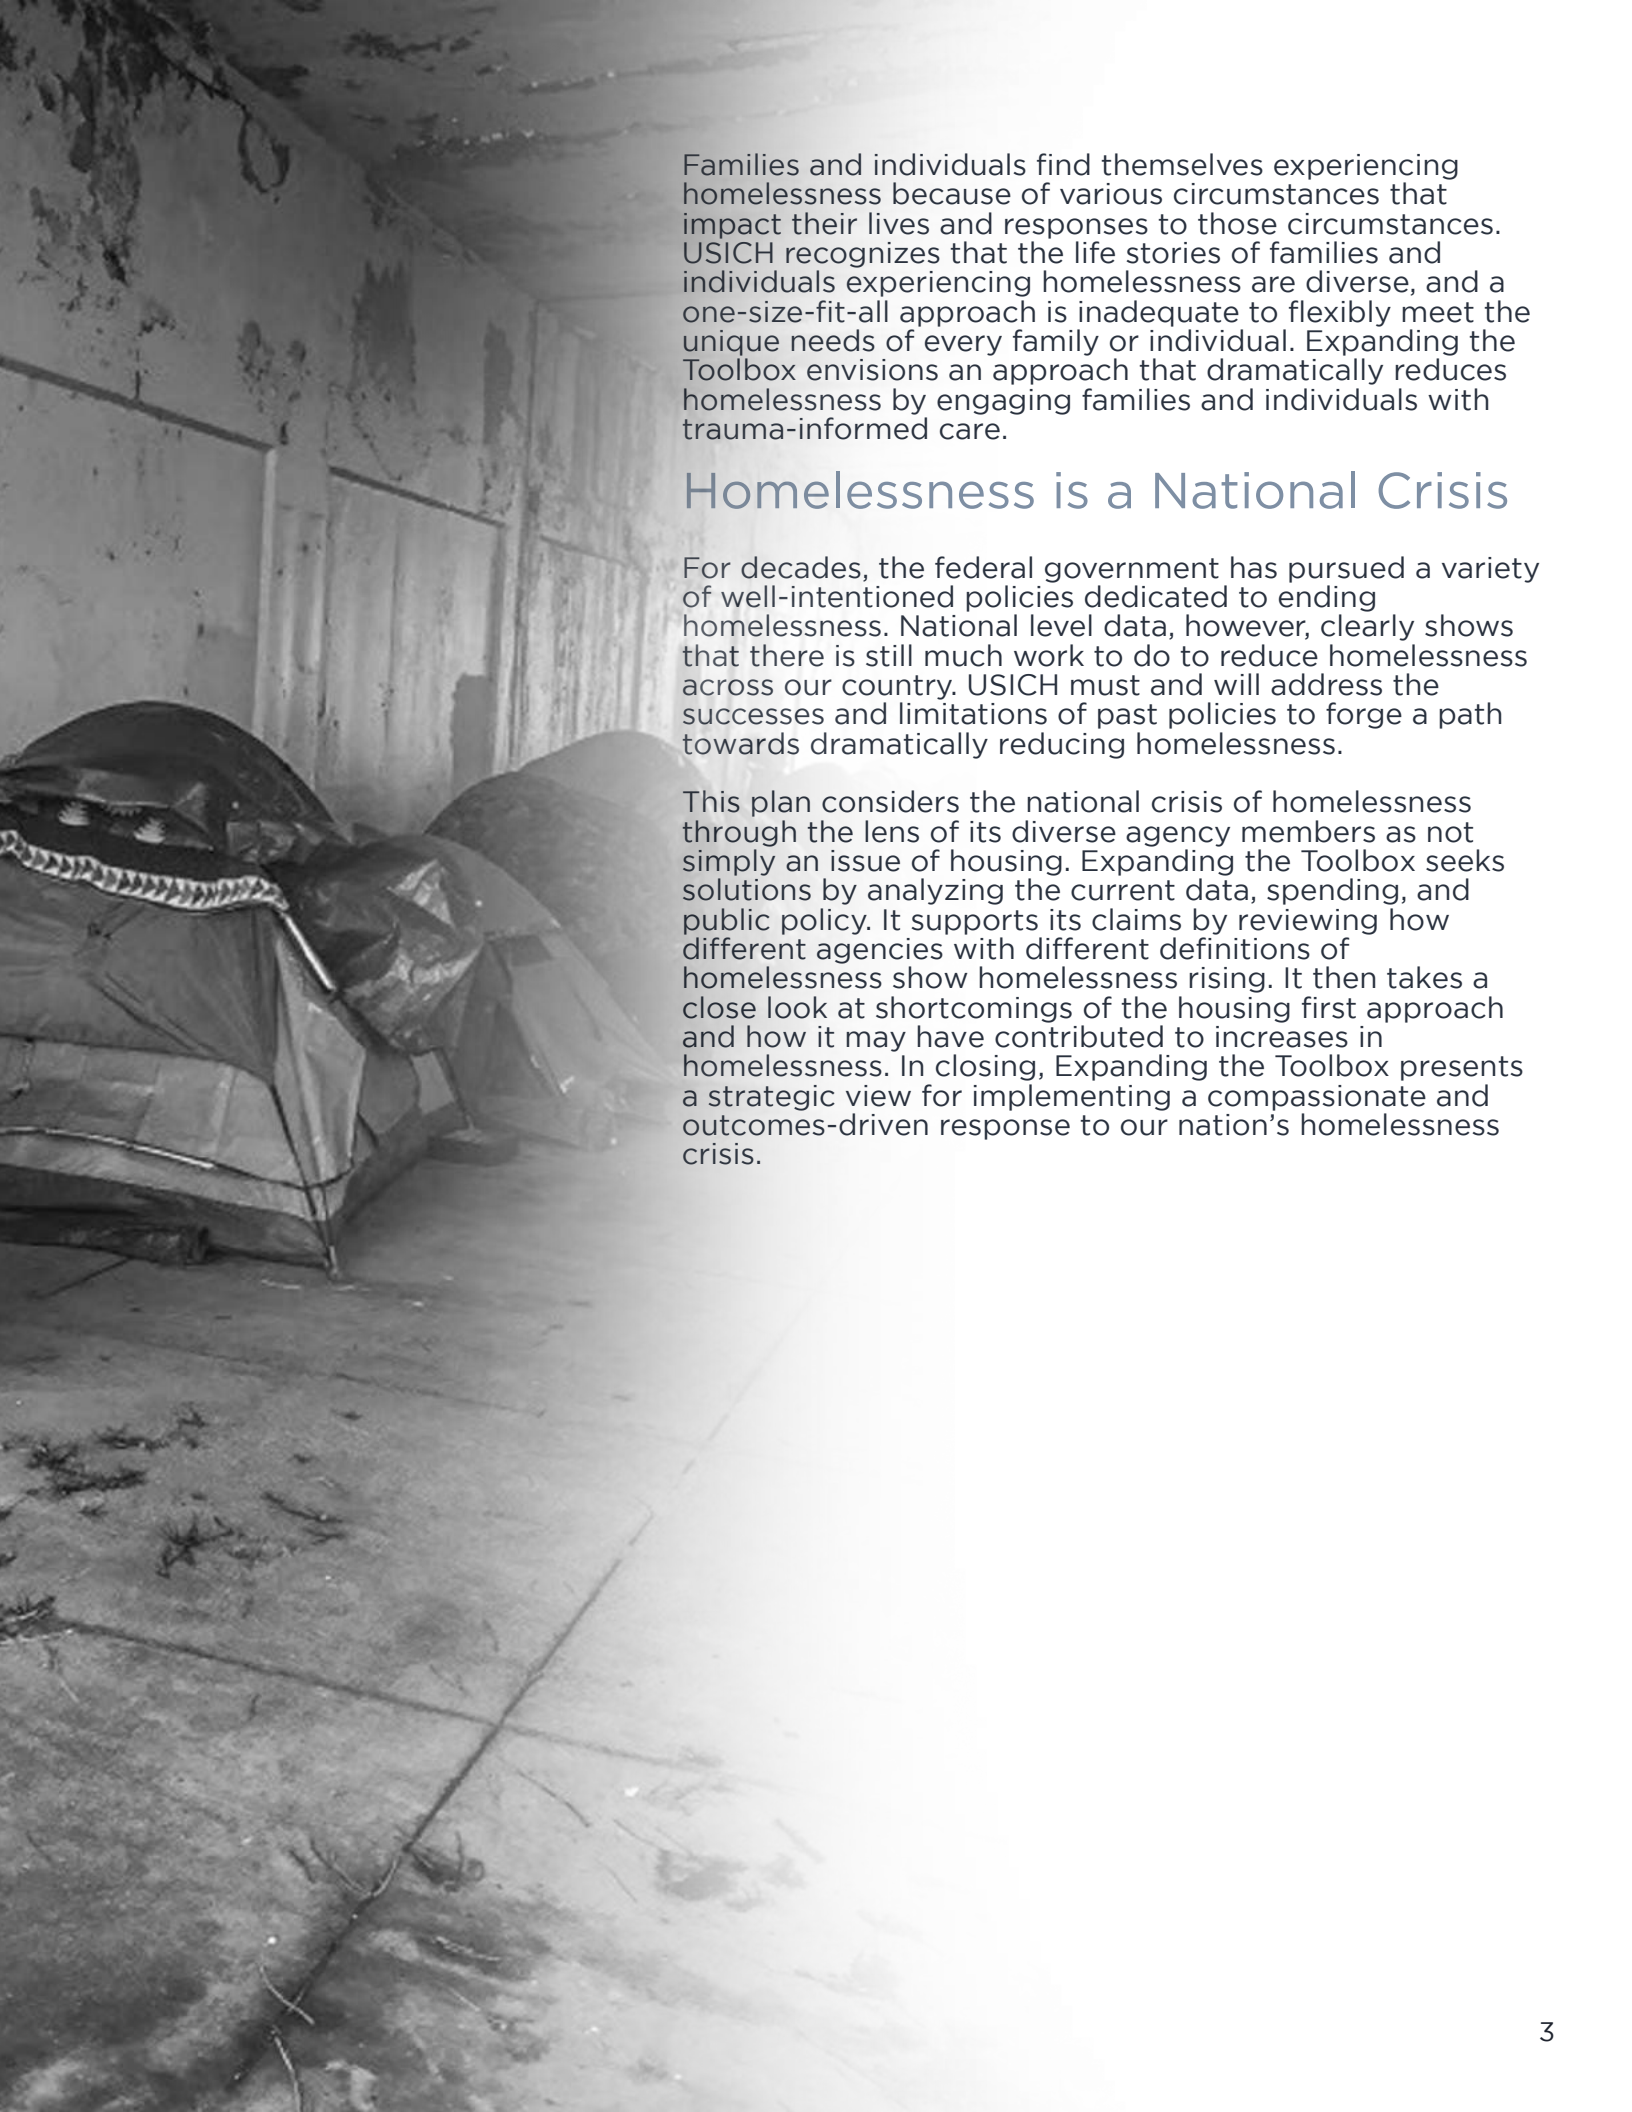 Families and individuals find themselves experiencing
homelessness because of various circumstances that
impact their lives and responses to those circumstances.
USICH recognizes that the life stories of families and
individuals experiencing homelessness are diverse, and a
one-size-fit-all approach is inadequate to flexibly meet the
unique needs of every family or individual. Expanding the
Toolbox envisions an approach that dramatically reduces
homelessness by engaging families and individuals with
trauma-informed care.
Homelessness is a National Crisis
For decades, the federal government has pursued a variety
of well-intentioned policies dedicated to ending
homelessness. National level data, however, clearly shows
that there is still much work to do to reduce homelessness
across our country. USICH must and will address the
successes and limitations of past policies to forge a path
towards dramatically reducing homelessness.
This plan considers the national crisis of homelessness
through the lens of its diverse agency members as not
simply an issue of housing. Expanding the Toolbox seeks
solutions by analyzing the current data, spending, and
public policy. It supports its claims by reviewing how
different agencies with different definitions of
homelessness show homelessness rising. It then takes a
close look at shortcomings of the housing first approach
and how it may have contributed to increases in
homelessness. In closing, Expanding the Toolbox presents
a strategic view for implementing a compassionate and
outcomes-driven response to our nation’s homelessness
crisis.
3